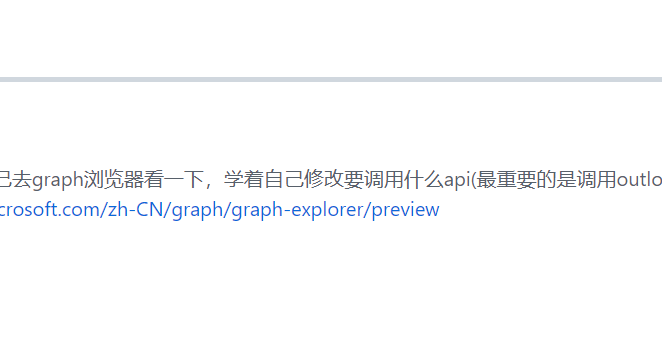 己去graph浏览器看一下，学着自己修改要调用什么api(最重要的是调用outlo
crosoft.com/zh-CN/graph/graph-explorer/preview